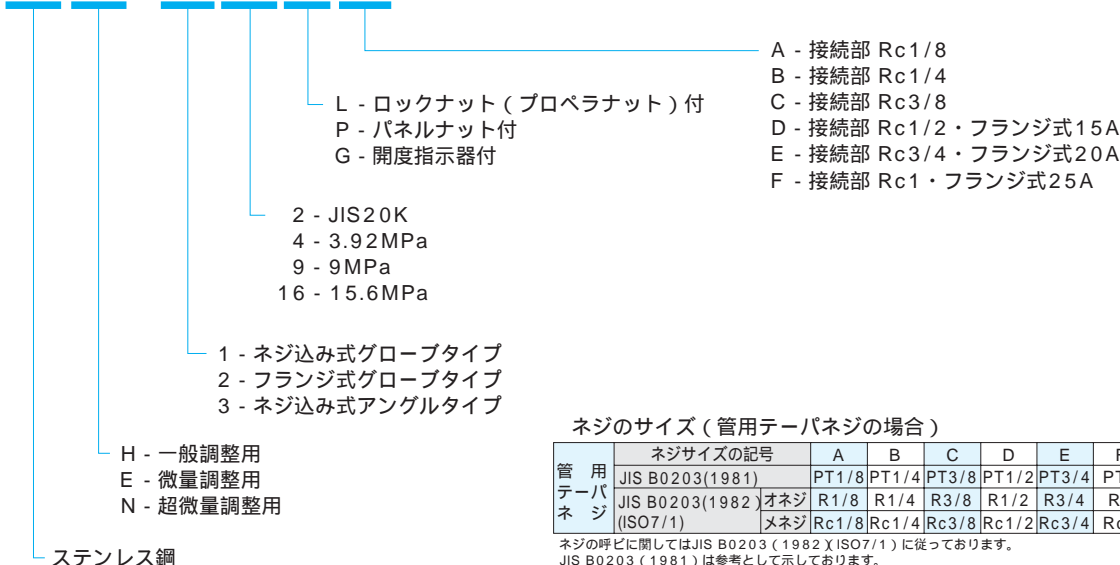 A - 接続部 Rc1/8
B - 接続部 Rc1/4
C - 接続部 Rc3/8
D - 接続部 Rc1/2・フランジ式15A
E - 接続部 Rc3/4・フランジ式20A
F - 接続部 Rc1・フランジ式25A
L - ロックナット(プロペラナット)付
P - パネルナット付
G - 開度指示器付
2 - JIS20K
4 - 3.92MPa
9 - 9MPa
16 - 15.6MPa
1 - ネジ込み式グローブタイプ
2 - フランジ式グローブタイプ
3 - ネジ込み式アングルタイプ
H - 一般調整用
E - 微量調整用
N - 超微量調整用
ステンレス鋼
ネジのサイズ(管用テーパネジの場合)
管用テーパネジ
ネジサイズの記号 A B C D E
JIS B0203(1981) PT1/8 PT1/4 PT3/8 PT1/2 PT3/4
JIS B0203(1982)(ISO7/1) オネジ R1/8 R1/4 R3/8 R1/2 R3/4
メネジ Rc1/8 Rc1/4 Rc3/8 Rc1/2 Rc3/4
ネジの呼ビに関してはJIS B0203(1982)(ISO7/1)に従っております。
JIS B0203(1981)は参考として示しております。